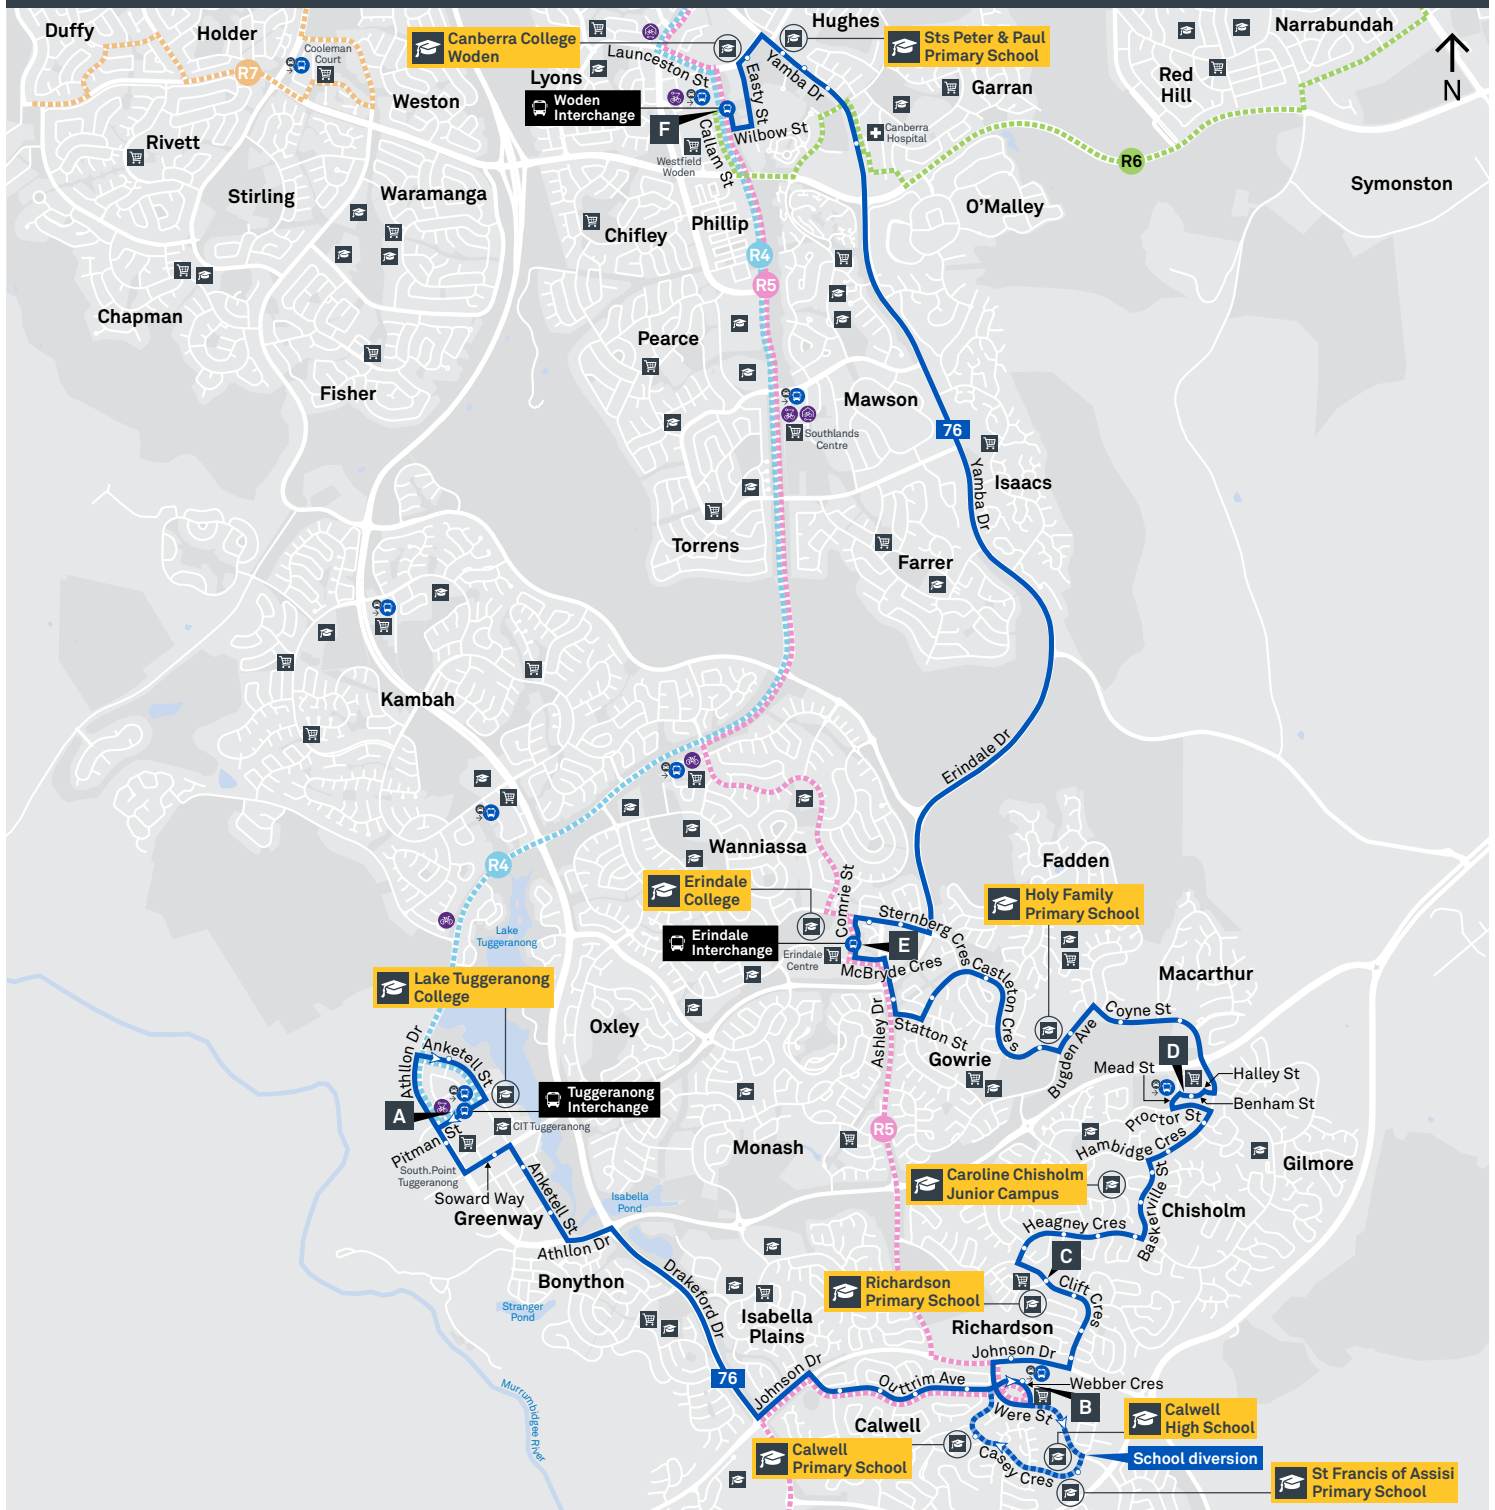 Duffy
Holder
Cooleman
Court
R7
Weston
Rivett
Stirling
Waramanga
Chapman
Fisher
Canberra College
Woden
Launceston St
Lyons
Woden
Interchange
F
Callam St
Westfield
Woden
Easty St
Wilbow St
Yamba Dr
Hughes
Sts Peter & Paul
Primary School
Garran
Canberra
Hospital
Narrabundah
Red
Hill
N
R6
Symonston
O'Malley
Chifley
Phillip
R4
R5
Pearce
Mawson
Southlands
Centre
76
Yamba Dr
Isaacs
Torrens
Farrer
Kambah
Erindale Dr
Wanniassa
R4
Fadden
Erindale
College
Comrie St
Sternberg Cres
Holy Family
Primary School
Erindale
Interchange
E
Erindale
Centre
McBryde Cres
Castleton Cres
Lake
Tuggeranong
Lake Tuggeranong
College
Macarthur
Oxley
Ashley Dr
Statton St
Gowrie
Bugden Ave
Coyne St
D
Mead St
Halley St
Benham St
Proctor St
Athllon Dr
Anketell St
Tuggeranong
Interchange
A
CIT Tuggeranong
Pitman St
South.Point
Tuggeranong
Soward Way
Greenway
Anketell St
Monash
R5
Hambidge Cres
Gilmore
Caroline Chisholm
Junior Campus
Baskerville St
Chisholm
Isabella
Pond
Athllon Dr
Bonython
Heagney Cres
C
Clift Cres
Drakeford Dr
Stranger
Pond
Richardson
Primary School
Isabella
Plains
Richardson
Johnson Dr
76
Johnson Dr
Outtrim Ave
Webber Cres
B
Murrumbidgee River
Were St
Calwell
Calwell
High School
Calwell
Primary School
Casey Cres
School diversion
St Francis of Assisi
Primary School